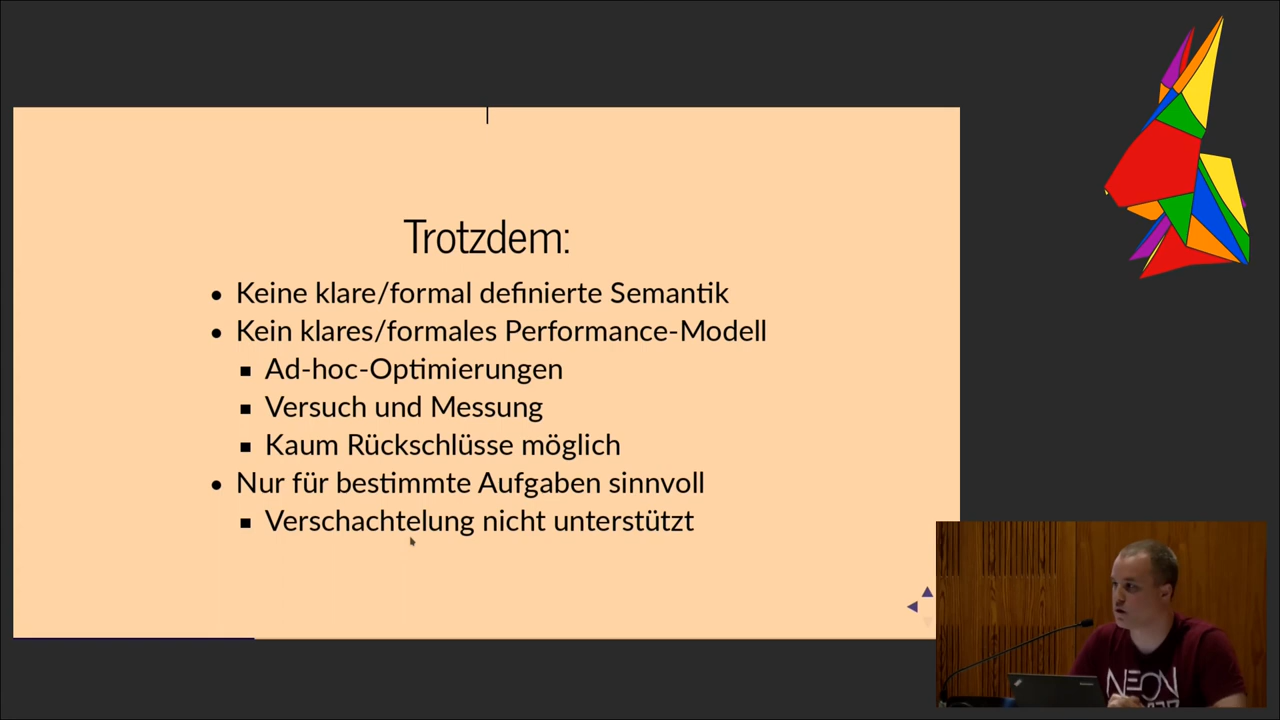 Trotzdem:
Keine klare/formal definierte Semantik
Kein klares/formales Performance-Modell
Ad-hoc-Optimierungen
Versuch und Messung
Kaum Rückschlüsse möglich
Nur für bestimmte Aufgaben sinnvoll
Verschachtelung nicht unterstützt
NEON